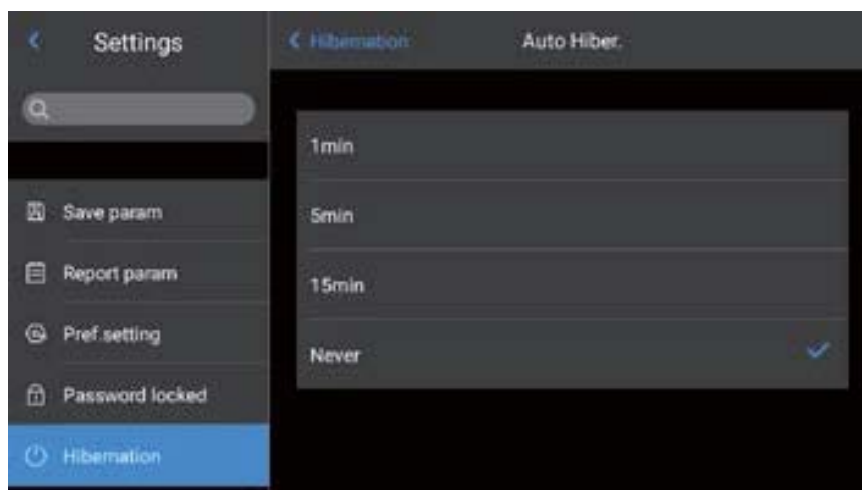 Settings
Save param
Report param
Pref.setting
Password locked
Hibernation
Hibernation
Auto Hiber.
1min
5min
15min
Never